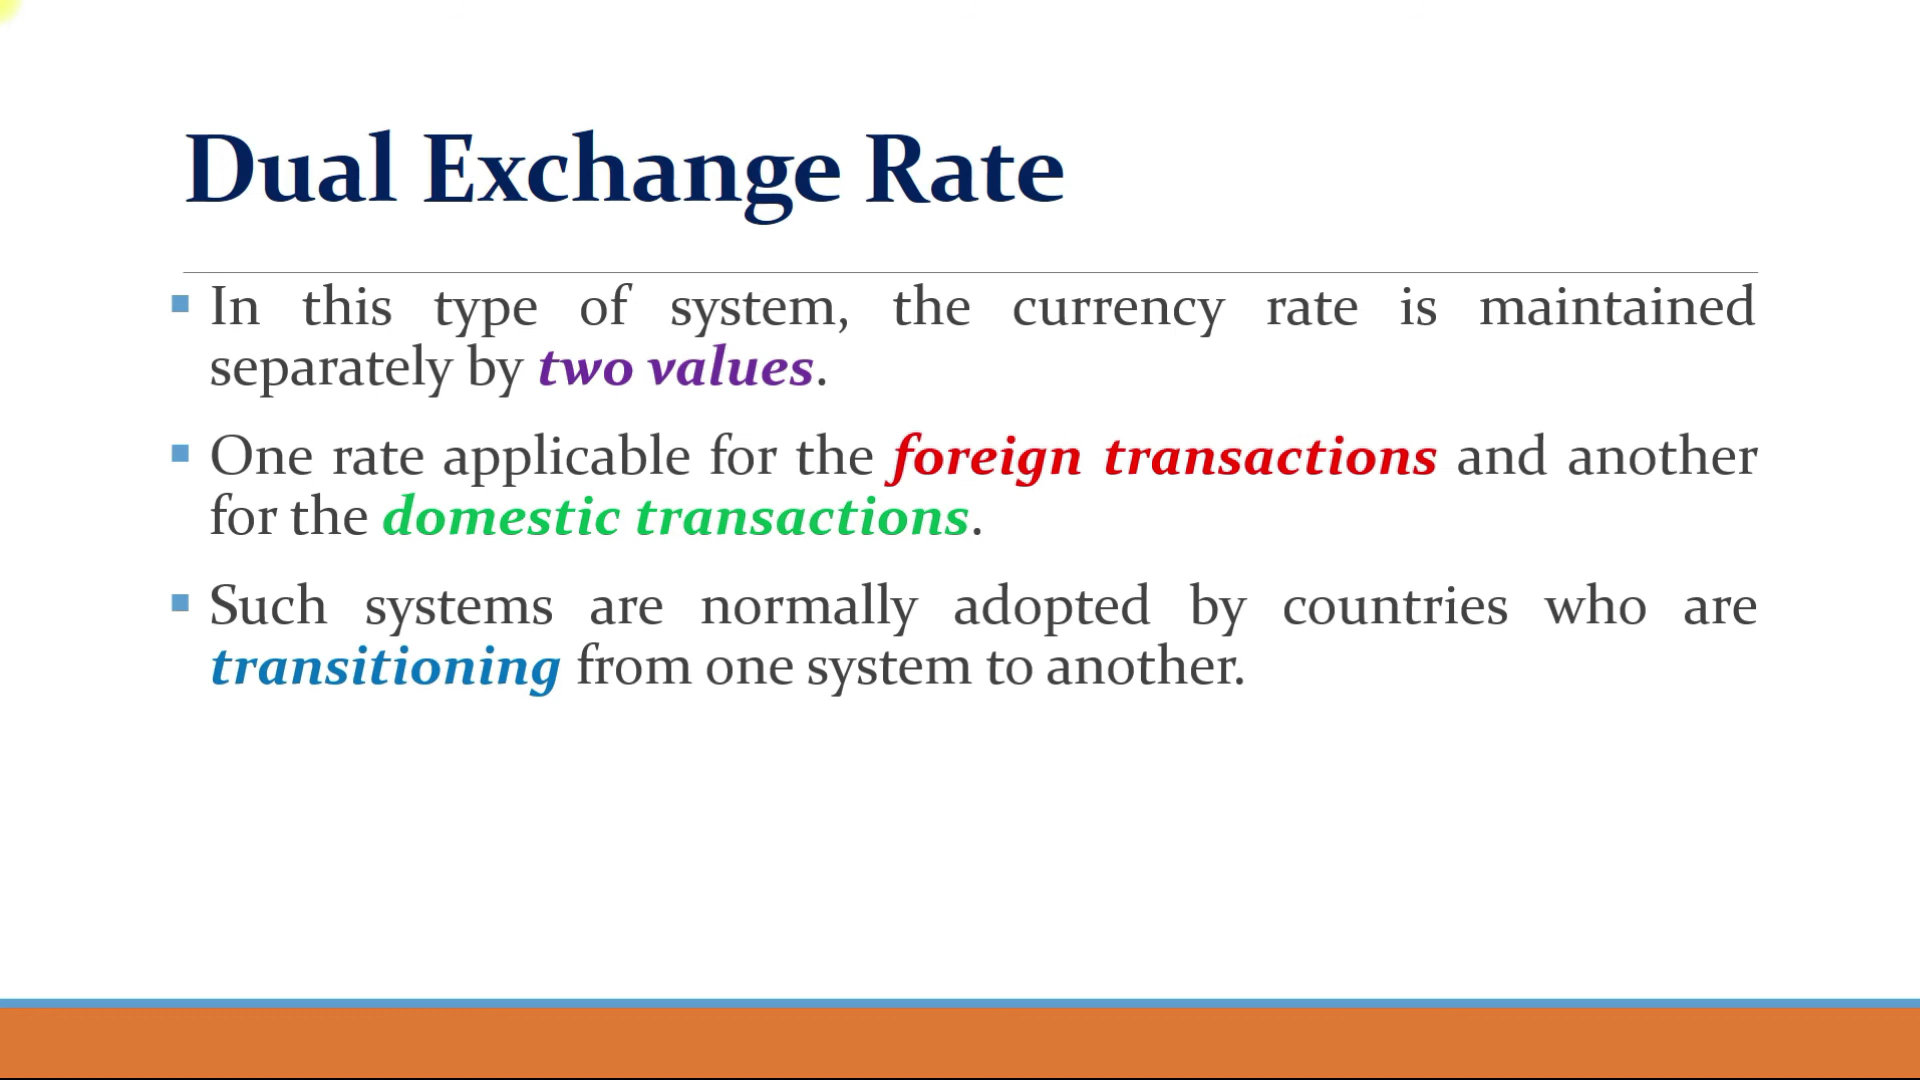 Dual Exchange Rate
▪ In this type of system, the currency rate is maintained
separately by two values.
▪ One rate applicable for the foreign transactions and another
for the domestic transactions.
▪ Such systems are normally adopted by countries who are
transitioning from one system to another.